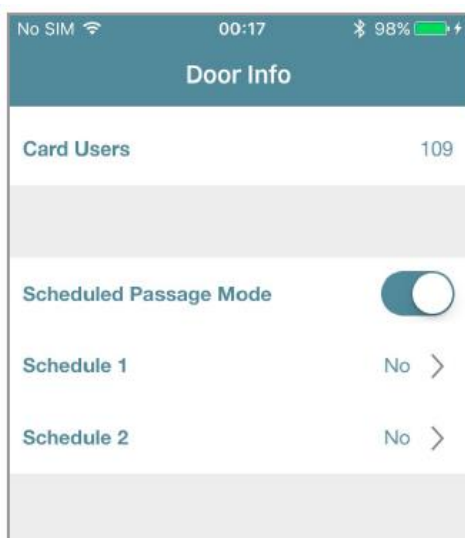 No SIM 00:17 98%
Door Info
Card Users 109
Scheduled Passage Mode
Schedule 1 No
Schedule 2 No